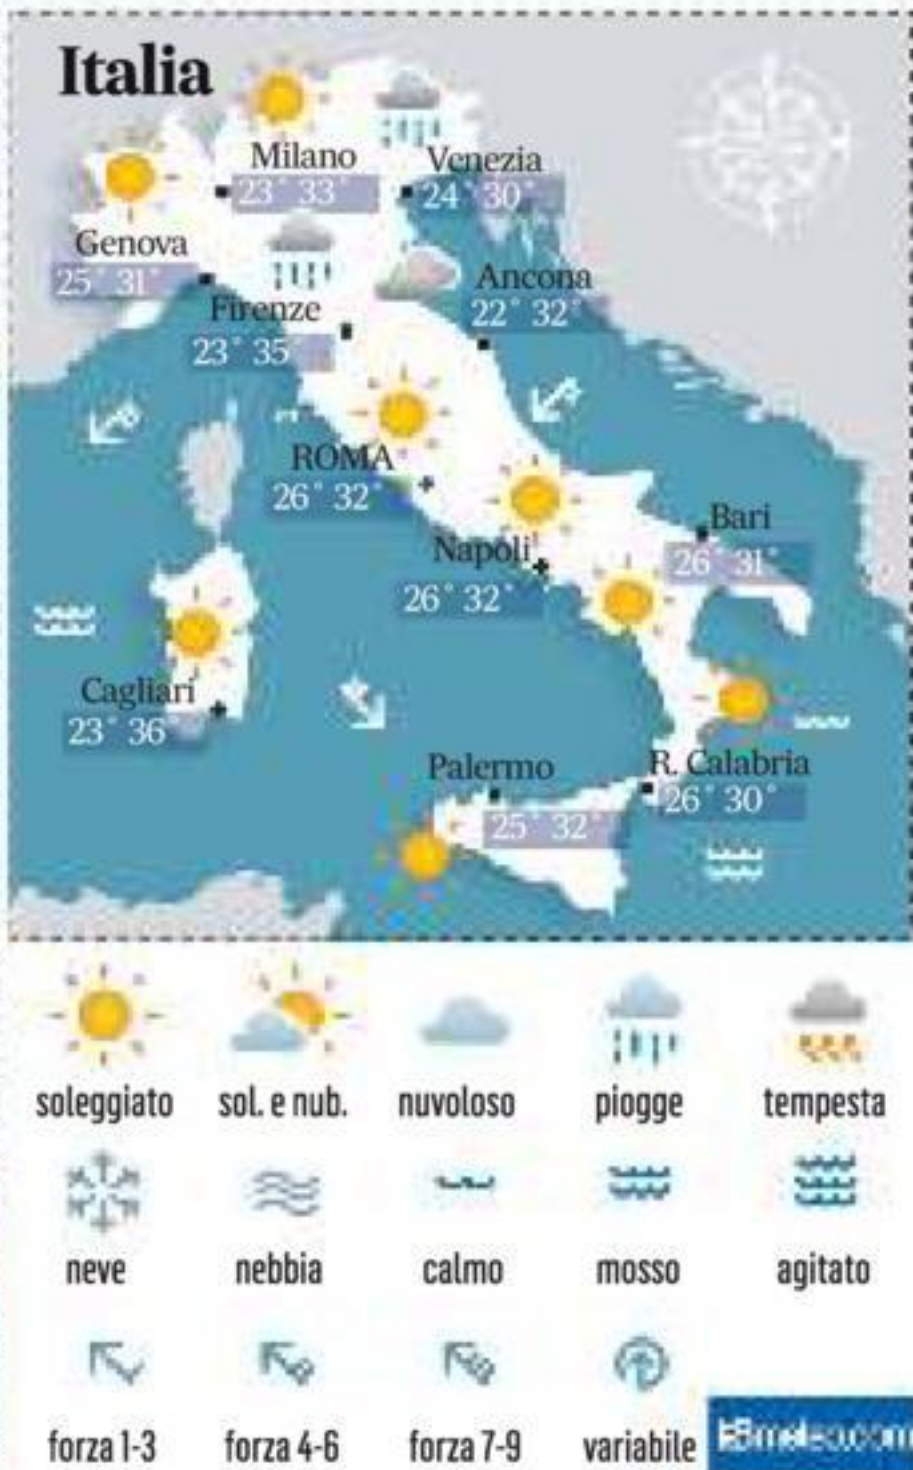 Italia
Milano
23° 33°
Venezia
24° 30°
Genova
25° 31°
Ancona
22° 32°
Firenze
23° 35°
ROMA
26° 32°
Bari
26° 31°
Napoli
26° 32°
Cagliari
23° 36°
Palermo
25° 32°
R. Calabria
26° 30°
soleggiato sol. e nub. nuvoloso piogge tempesta
neve nebbia calmo mosso agitato
forza 1-3 forza 4-6 forza 7-9 variabile